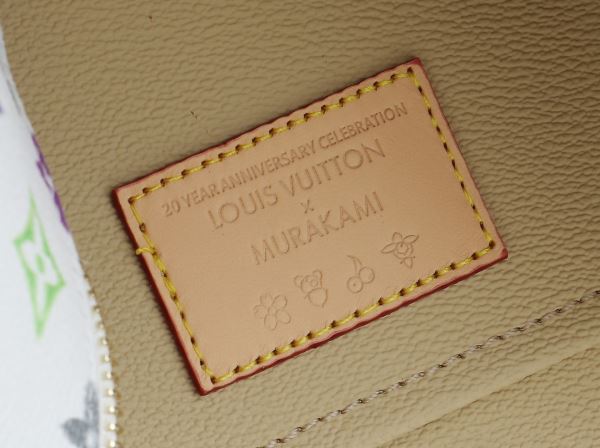 20 YEAR ANNIVERSARY CELEBRATION
LOUIS VUITTON
×
MURAKAMI